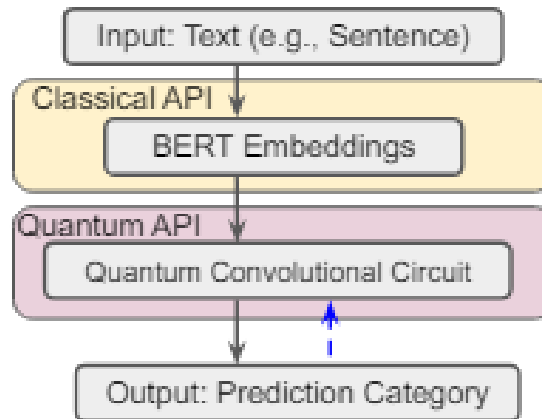 Input: Text (e.g., Sentence)
Classical API
BERT Embeddings
Quantum API
Quantum Convolutional Circuit
Output: Prediction Category